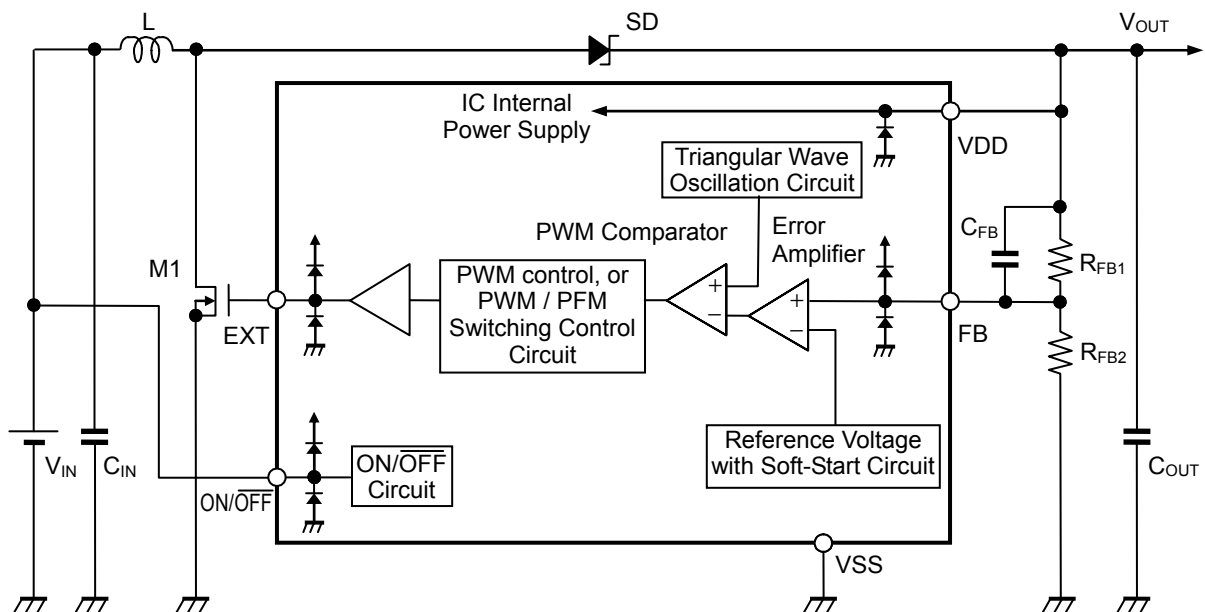 L
SD
VOUT
IC Internal
Power Supply
VDD
Triangular Wave
Oscillation Circuit
CFB
PWM Comparator
Error
Amplifier
RFB1
M1
PWM control, or
PWM / PFM
Switching Control
Circuit
+
−
+
−
EXT
FB
RFB2
VIN
CIN
ON/OFF
ON/OFF
Circuit
Reference Voltage
with Soft-Start Circuit
COUT
VSS